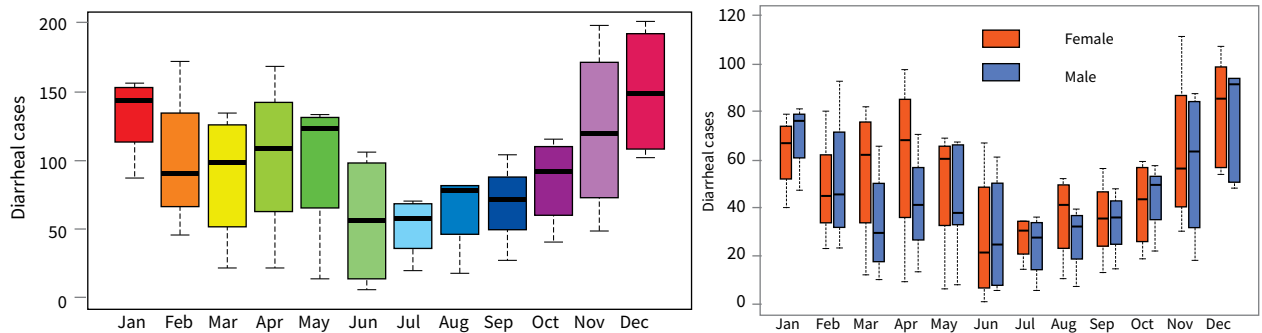 200
150
100
50
0
Diarrheal cases
Jan Feb Mar Apr May Jun Jul Aug Sep Oct Nov Dec
120
100
80
60
40
20
0
Diarrheal cases
Female
Male
Jan Feb Mar Apr May Jun Jul Aug Sep Oct Nov Dec